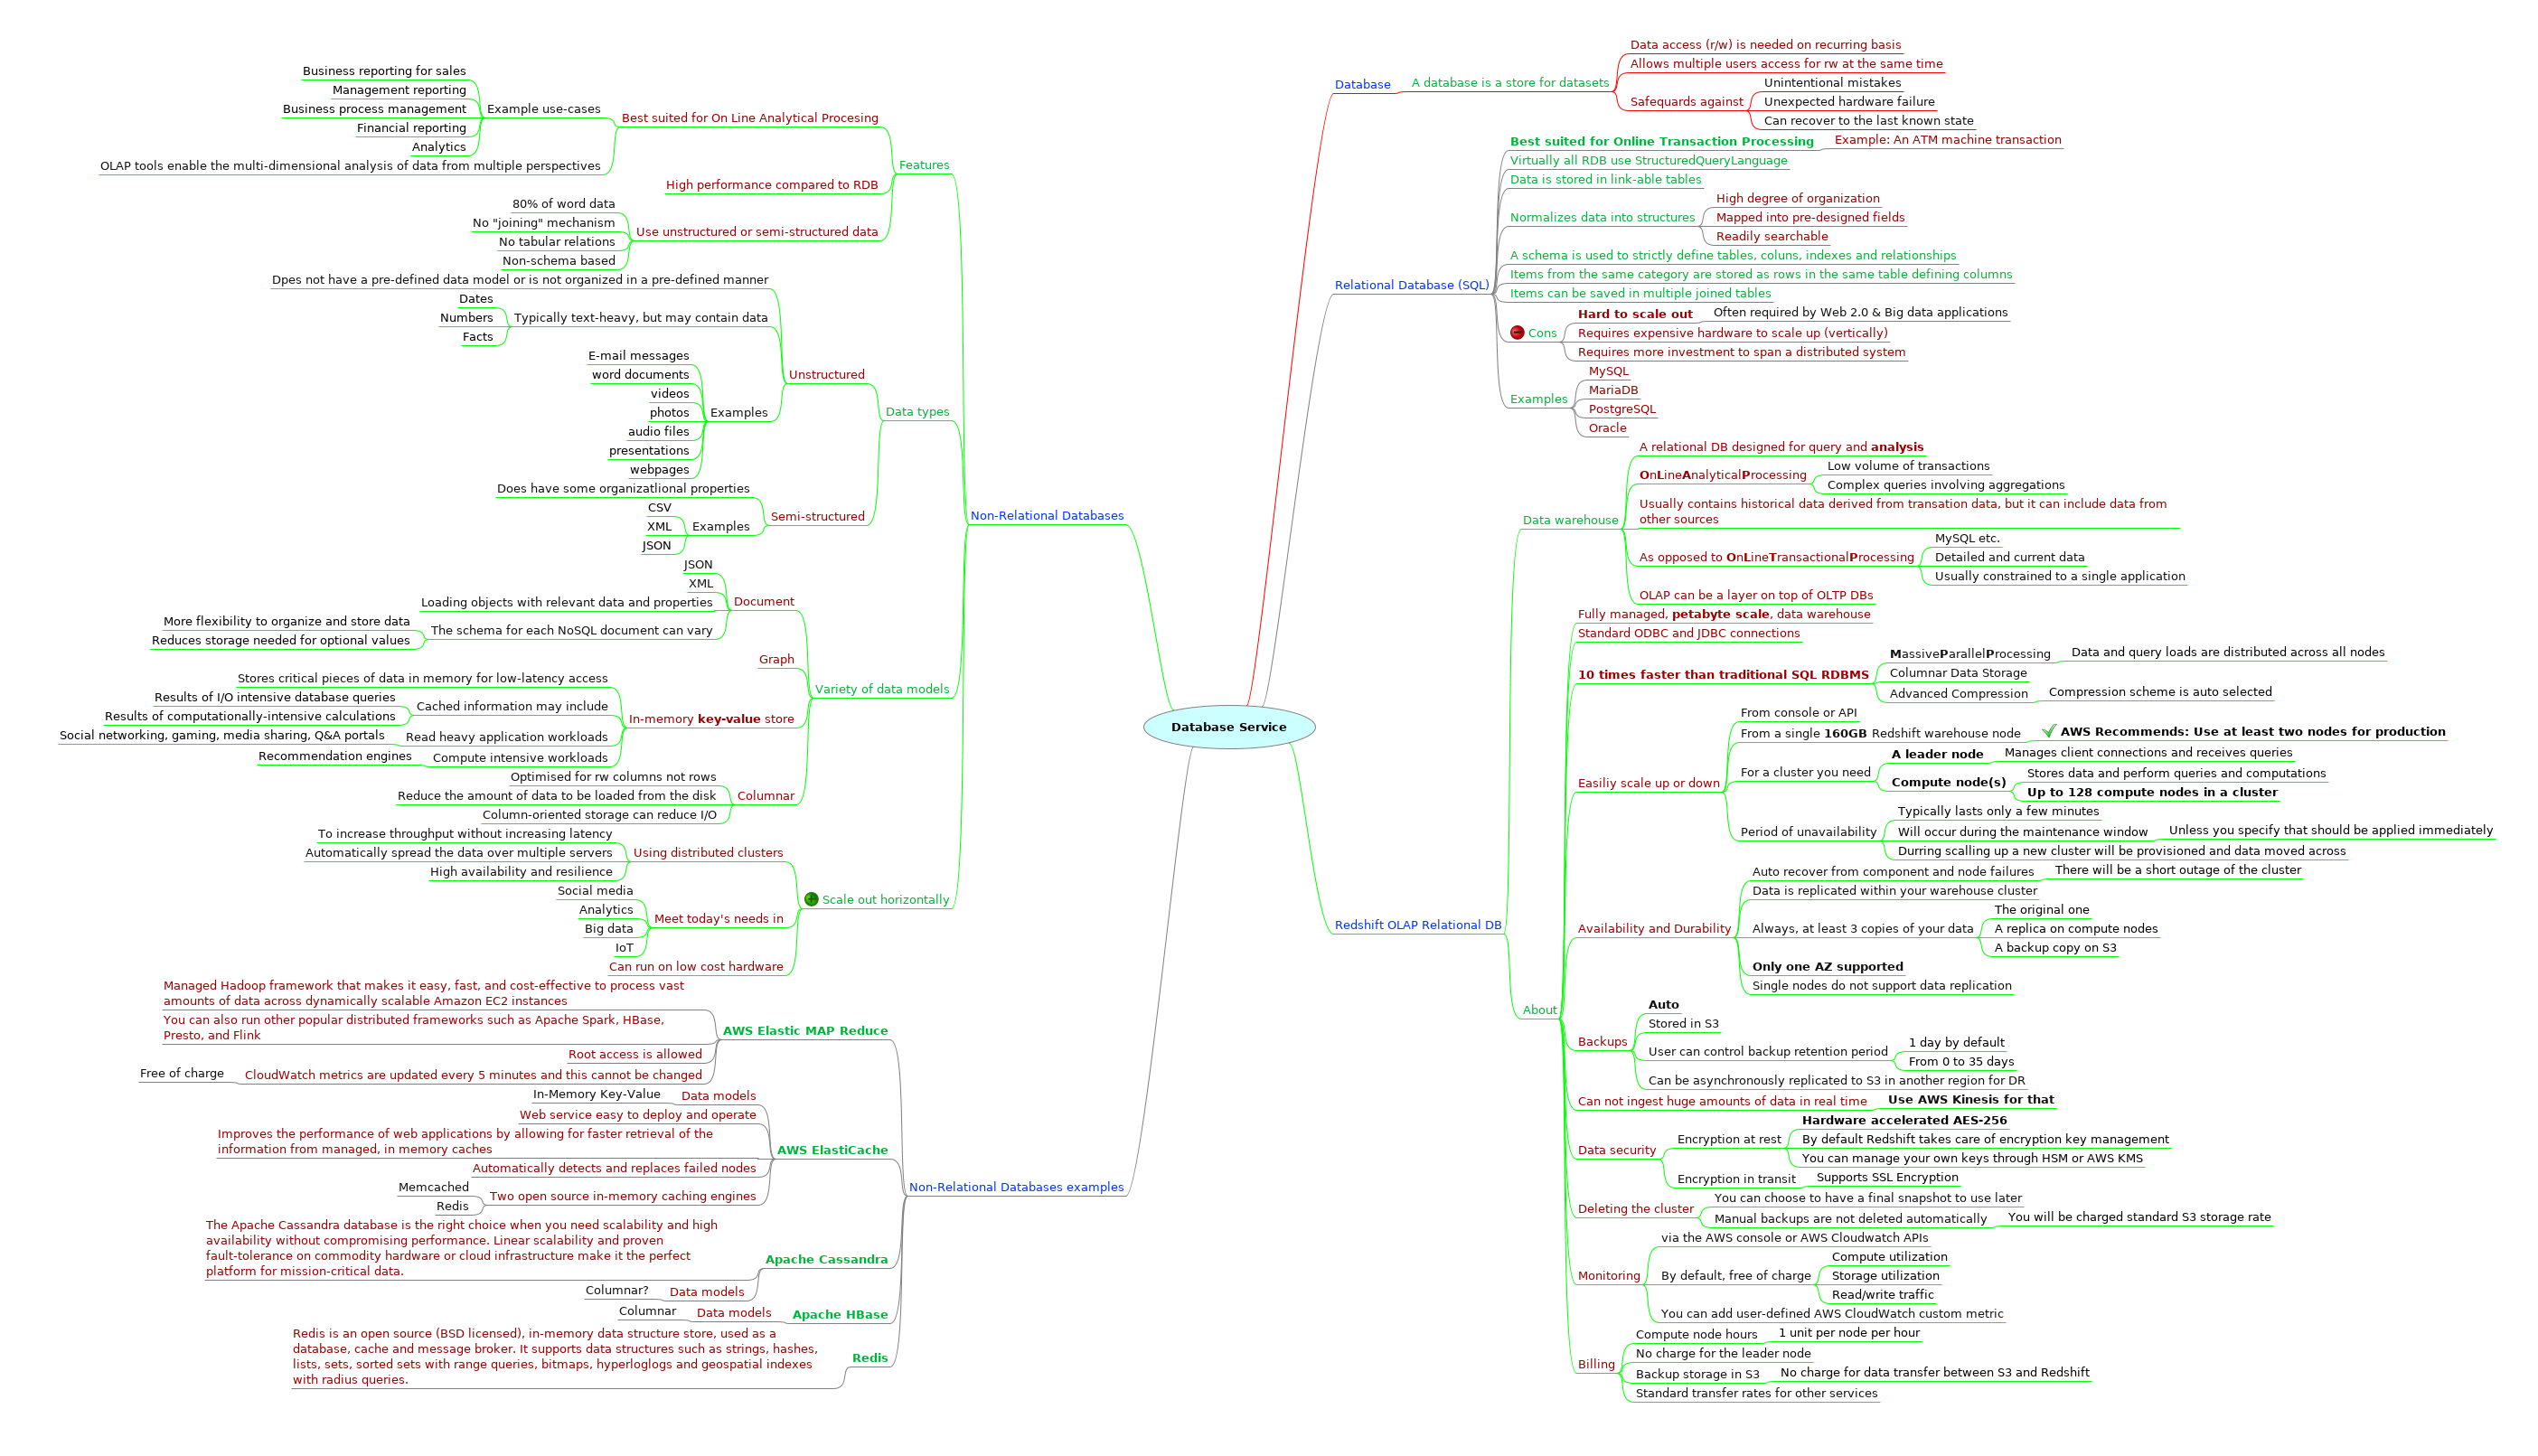 Database Service
Database
A database is a store for datasets
Data access (r/w) is needed on recurring basis
Allows multiple users access for rw at the same time
Safequards against
Unintentional mistakes
Unexpected hardware failure
Can recover to the last known state
Relational Database (SQL)
Best suited for Online Transaction Processing
Example: An ATM machine transaction
Virtually all RDB use StructuredQueryLanguage
Data is stored in link-able tables
Normalizes data into structures
High degree of organization
Mapped into pre-designed fields
Readily searchable
A schema is used to strictly define tables, coluns, indexes and relationships
Items from the same category are stored as rows in the same table defining columns
Items can be saved in multiple joined tables
Cons
Hard to scale out
Often required by Web 2.0 & Big data applications
Requires expensive hardware to scale up (vertically)
Requires more investment to span a distributed system
Examples
MySQL
MariaDB
PostgreSQL
Oracle
Redshift OLAP Relational DB
Data warehouse
A relational DB designed for query and analysis
OnLineAnalyticalProcessing
Low volume of transactions
Complex queries involving aggregations
Usually contains historical data derived from transation data, but it can include data from
other sources
As opposed to OnLineTransactionalProcessing
MySQL etc.
Detailed and current data
Usually constrained to a single application
OLAP can be a layer on top of OLTP DBs
About
Fully managed, petabyte scale, data warehouse
Standard ODBC and JDBC connections
10 times faster than traditional SQL RDBMS
MassiveParallelProcessing
Data and query loads are distributed across all nodes
Columnar Data Storage
Advanced Compression
Compression scheme is auto selected
Easiliy scale up or down
From console or API
From a single 160GB Redshift warehouse node
AWS Recommends: Use at least two nodes for production
For a cluster you need
A leader node
Manages client connections and receives queries
Compute node(s)
Stores data and perform queries and computations
Up to 128 compute nodes in a cluster
Period of unavailability
Typically lasts only a few minutes
Will occur during the maintenance window
Unless you specify that should be applied immediately
Durring scalling up a new cluster will be provisioned and data moved across
Availability and Durability
Auto recover from component and node failures
There will be a short outage of the cluster
Data is replicated within your warehouse cluster
Always, at least 3 copies of your data
The original one
A replica on compute nodes
A backup copy on S3
Only one AZ supported
Single nodes do not support data replication
Backups
Auto
Stored in S3
User can control backup retention period
1 day by default
From 0 to 35 days
Can be asynchronously replicated to S3 in another region for DR
Can not ingest huge amounts of data in real time
Use AWS Kinesis for that
Data security
Encryption at rest
Hardware accelerated AES-256
By default Redshift takes care of encryption key management
You can manage your own keys through HSM or AWS KMS
Encryption in transit
Supports SSL Encryption
Deleting the cluster
You can choose to have a final snapshot to use later
Manual backups are not deleted automatically
You will be charged standard S3 storage rate
Monitoring
via the AWS console or AWS Cloudwatch APIs
By default, free of charge
Compute utilization
Storage utilization
Read/write traffic
You can add user-defined AWS CloudWatch custom metric
Billing
Compute node hours
1 unit per node per hour
No charge for the leader node
Backup storage in S3
No charge for data transfer between S3 and Redshift
Standard transfer rates for other services
Non-Relational Databases
Features
Best suited for On Line Analytical Procesing
Example use-cases
Business reporting for sales
Management reporting
Business process management
Financial reporting
Analytics
OLAP tools enable the multi-dimensional analysis of data from multiple perspectives
High performance compared to RDB
Use unstructured or semi-structured data
80% of word data
No "joining" mechanism
No tabular relations
Non-schema based
Data types
Unstructured
Dpes not have a pre-defined data model or is not organized in a pre-defined manner
Typically text-heavy, but may contain data
Dates
Numbers
Facts
Examples
E-mail messages
word documents
videos
photos
audio files
presentations
webpages
Semi-structured
Does have some organizatlional properties
Examples
CSV
XML
JSON
Variety of data models
Document
JSON
XML
Loading objects with relevant data and properties
The schema for each NoSQL document can vary
More flexibility to organize and store data
Reduces storage needed for optional values
Graph
In-memory key-value store
Stores critical pieces of data in memory for low-latency access
Cached information may include
Results of I/O intensive database queries
Results of computationally-intensive calculations
Read heavy application workloads
Social networking, gaming, media sharing, Q&A portals
Compute intensive workloads
Recommendation engines
Columnar
Optimised for rw columns not rows
Reduce the amount of data to be loaded from the disk
Column-oriented storage can reduce I/O
Scale out horizontally
Using distributed clusters
To increase throughput without increasing latency
Automatically spread the data over multiple servers
High availability and resilience
Meet today's needs in
Social media
Analytics
Big data
IoT
Can run on low cost hardware
Non-Relational Databases examples
AWS Elastic MAP Reduce
Managed Hadoop framework that makes it easy, fast, and cost-effective to process vast
amounts of data across dynamically scalable Amazon EC2 instances
You can also run other popular distributed frameworks such as Apache Spark, HBase,
Presto, and Flink
Root access is allowed
CloudWatch metrics are updated every 5 minutes and this cannot be changed
Free of charge
AWS ElastiCache
Data models
In-Memory Key-Value
Web service easy to deploy and operate
Improves the performance of web applications by allowing for faster retrieval of the
information from managed, in memory caches
Automatically detects and replaces failed nodes
Two open source in-memory caching engines
Memcached
Redis
Apache Cassandra
The Apache Cassandra database is the right choice when you need scalability and high
availability without compromising performance. Linear scalability and proven
fault-tolerance on commodity hardware or cloud infrastructure make it the perfect
platform for mission-critical data.
Data models
Columnar?
Apache HBase
Data models
Columnar
Redis
Redis is an open source (BSD licensed), in-memory data structure store, used as a
database, cache and message broker. It supports data structures such as strings, hashes,
lists, sets, sorted sets with range queries, bitmaps, hyperloglogs and geospatial indexes
with radius queries.